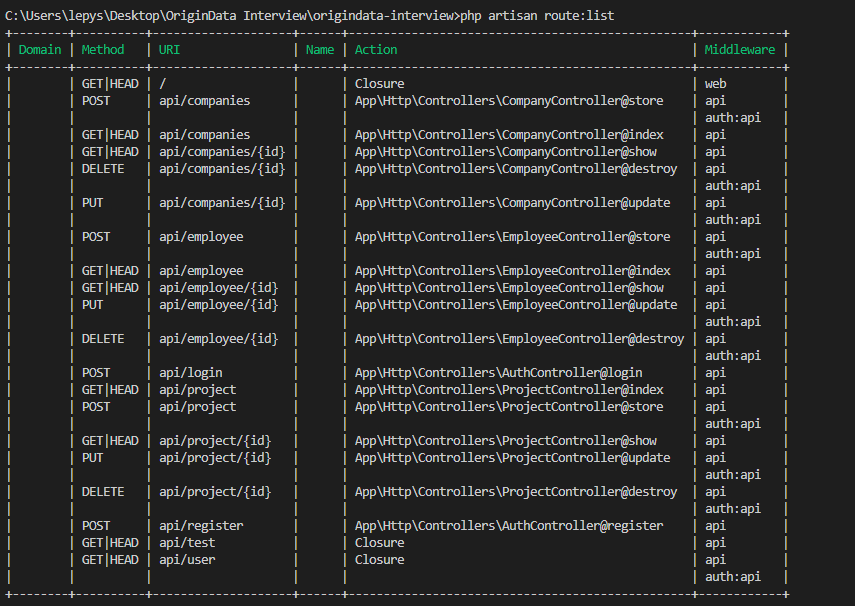 C:\Users\lepys\Desktop\OriginData Interview\origindata-interview>php artisan route:list
+--------+----------+--------------------+------+------------------------------------------------+------------+
| Domain | Method   | URI                | Name | Action                                         | Middleware |
+--------+----------+--------------------+------+------------------------------------------------+------------+
|        | GET|HEAD | /                  |      | Closure                                        | web        |
|        | POST     | api/companies      |      | App\Http\Controllers\CompanyController@store   | api        |
|        |          |                    |      |                                                | auth:api   |
|        | GET|HEAD | api/companies      |      | App\Http\Controllers\CompanyController@index   | api        |
|        | GET|HEAD | api/companies/{id} |      | App\Http\Controllers\CompanyController@show    | api        |
|        | DELETE   | api/companies/{id} |      | App\Http\Controllers\CompanyController@destroy | api        |
|        |          |                    |      |                                                | auth:api   |
|        | PUT      | api/companies/{id} |      | App\Http\Controllers\CompanyController@update  | api        |
|        |          |                    |      |                                                | auth:api   |
|        | POST     | api/employee       |      | App\Http\Controllers\EmployeeController@store  | api        |
|        |          |                    |      |                                                | auth:api   |
|        | GET|HEAD | api/employee       |      | App\Http\Controllers\EmployeeController@index  | api        |
|        | GET|HEAD | api/employee/{id}  |      | App\Http\Controllers\EmployeeController@show   | api        |
|        | PUT      | api/employee/{id}  |      | App\Http\Controllers\EmployeeController@update | api        |
|        |          |                    |      |                                                | auth:api   |
|        | DELETE   | api/employee/{id}  |      | App\Http\Controllers\EmployeeController@destroy | api        |
|        |          |                    |      |                                                | auth:api   |
|        | POST     | api/login          |      | App\Http\Controllers\AuthController@login      | api        |
|        | GET|HEAD | api/project        |      | App\Http\Controllers\ProjectController@index   | api        |
|        | POST     | api/project        |      | App\Http\Controllers\ProjectController@store   | api        |
|        |          |                    |      |                                                | auth:api   |
|        | GET|HEAD | api/project/{id}   |      | App\Http\Controllers\ProjectController@show    | api        |
|        | PUT      | api/project/{id}   |      | App\Http\Controllers\ProjectController@update  | api        |
|        |          |                    |      |                                                | auth:api   |
|        | DELETE   | api/project/{id}   |      | App\Http\Controllers\ProjectController@destroy | api        |
|        |          |                    |      |                                                | auth:api   |
|        | POST     | api/register       |      | App\Http\Controllers\AuthController@register   | api        |
|        | GET|HEAD | api/test           |      | Closure                                        | api        |
|        | GET|HEAD | api/user           |      | Closure                                        | api        |
|        |          |                    |      |                                                | auth:api   |
+--------+----------+--------------------+------+------------------------------------------------+------------+